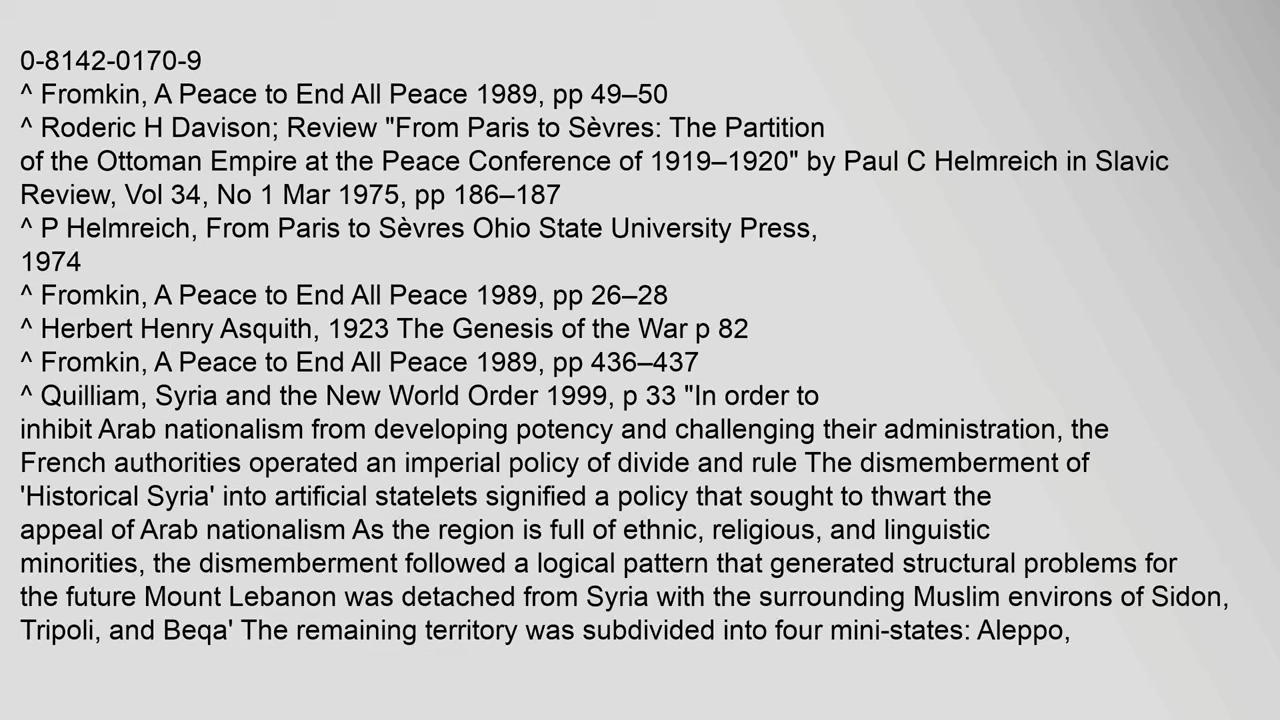 0-8142-0170-9
^ Fromkin, A Peace to End All Peace 1989, pp 49–50
^ Roderic H Davison; Review "From Paris to Sèvres: The Partition
of the Ottoman Empire at the Peace Conference of 1919–1920" by Paul C Helmreich in Slavic
Review, Vol 34, No 1 Mar 1975, pp 186–187
^ P Helmreich, From Paris to Sèvres Ohio State University Press,
1974
^ Fromkin, A Peace to End All Peace 1989, pp 26–28
^ Herbert Henry Asquith, 1923 The Genesis of the War p 82
^ Fromkin, A Peace to End All Peace 1989, pp 436–437
^ Quilliam, Syria and the New World Order 1999, p 33 "In order to
inhibit Arab nationalism from developing potency and challenging their administration, the
French authorities operated an imperial policy of divide and rule The dismemberment of
'Historical Syria' into artificial statelets signified a policy that sought to thwart the
appeal of Arab nationalism As the region is full of ethnic, religious, and linguistic
minorities, the dismemberment followed a logical pattern that generated structural problems for
the future Mount Lebanon was detached from Syria with the surrounding Muslim environs of Sidon,
Tripoli, and Beqa' The remaining territory was subdivided into four mini-states: Aleppo,